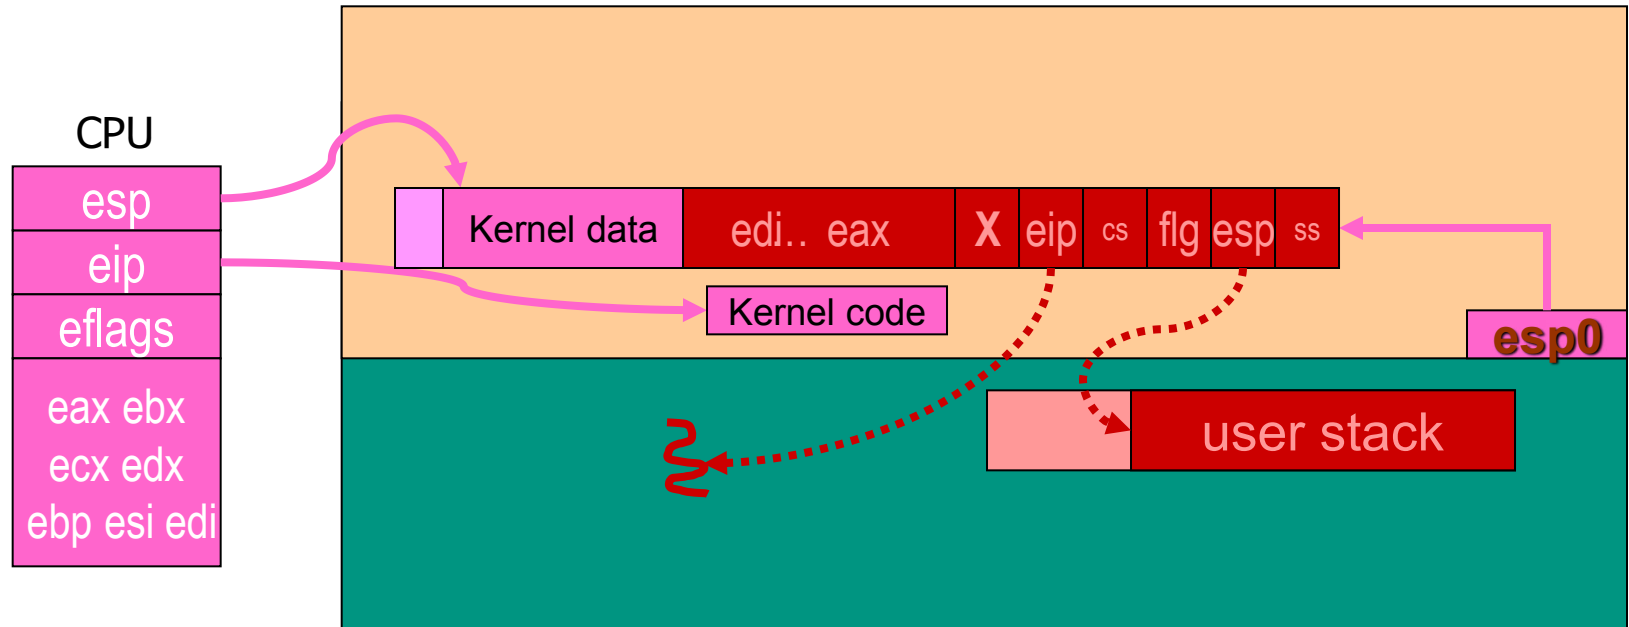 CPU
esp
eip
eflags
eax ebx
ecx edx
ebp esi edi
Kernel data
edi.. eax
X
eip
cs
flg
esp
ss
Kernel code
esp0
user stack